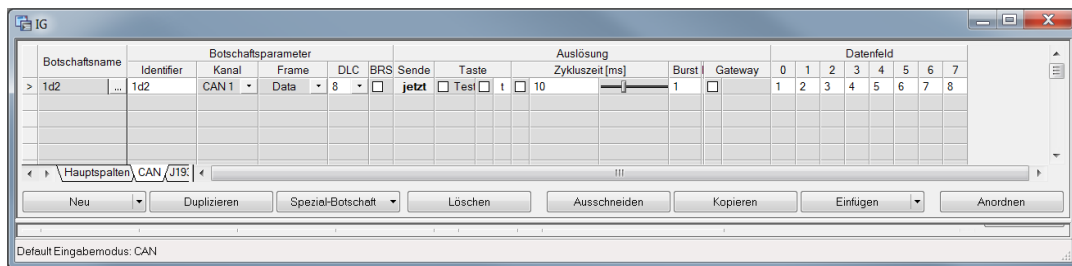 IG
Botschaftsname Botschaftsparameter Auslösung Datenfeld
Identifier Kanal Frame DLC BRS Sende Taste Zykluszeit [ms] Burst Gateway 0 1 2 3 4 5 6 7
> 1d2 ... 1d2 CAN 1 Data 8 jetzt t 10 1 1 2 3 4 5 6 7 8
Hauptspalten CAN
Neu Duplizieren Spezial-Botschaft Löschen Ausschneiden Kopieren Einfügen Anordnen
Default Eingabemodus: CAN